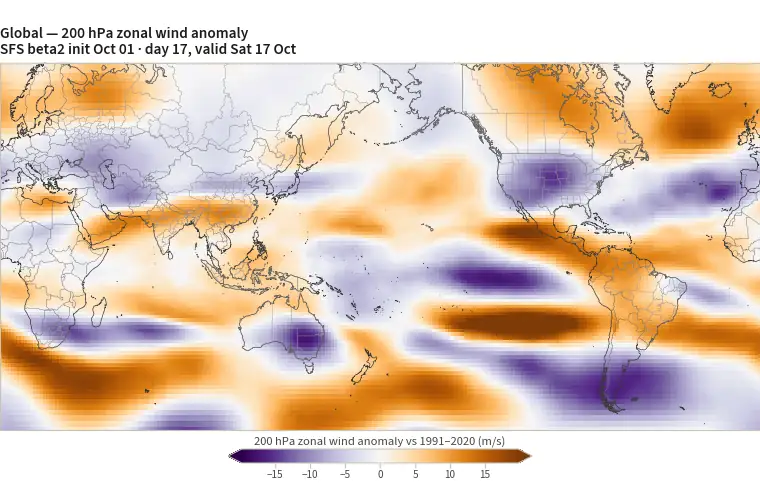 Global — 200 hPa zonal wind anomaly
SFS beta2 init Oct 01 · day 17, valid Sat 17 Oct
200 hPa zonal wind anomaly vs 1991–2020 (m/s)
−15 −10 −5 0 5 10 15